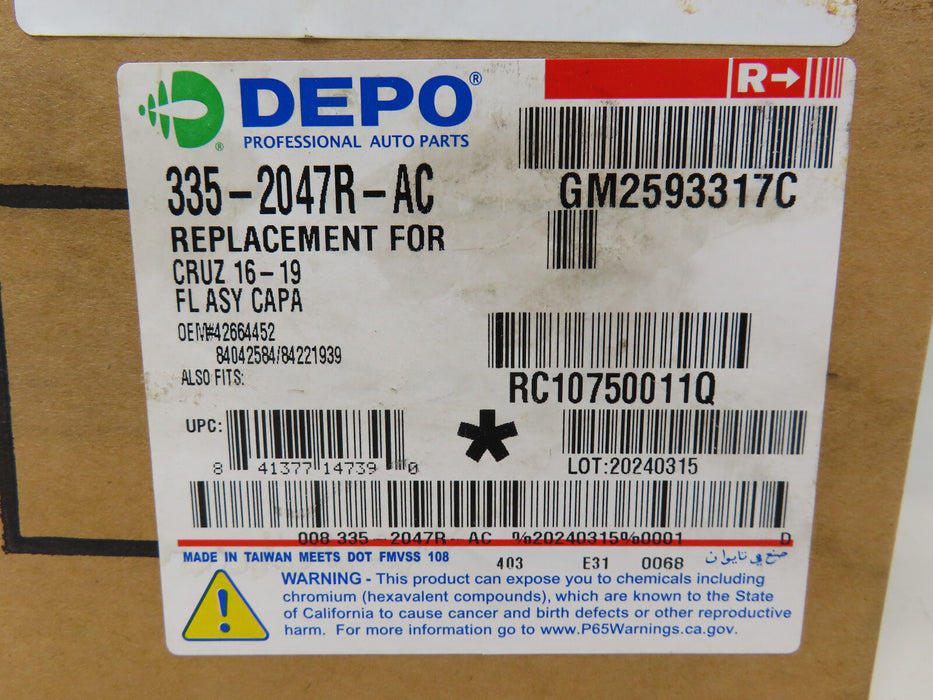 DEPO®
PROFESSIONAL AUTO PARTS
R→
335-2047R-AC
GM2593317C
REPLACEMENT FOR
CRUZ 16-19
FL ASY CAPA
OEM#42664452
84042584/84221939
ALSO FITS:
RC10750011Q
UPC:
8 41377 14739 0
*
LOT:20240315
008 335-2047R-AC %20240315%0001 D
MADE IN TAIWAN MEETS DOT FMVSS 108
403 E31 0068
صنع في تايوان
WARNING - This product can expose you to chemicals including
chromium (hexavalent compounds), which are known to the State
of California to cause cancer and birth defects or other reproductive
harm. For more information go to www.P65Warnings.ca.gov.